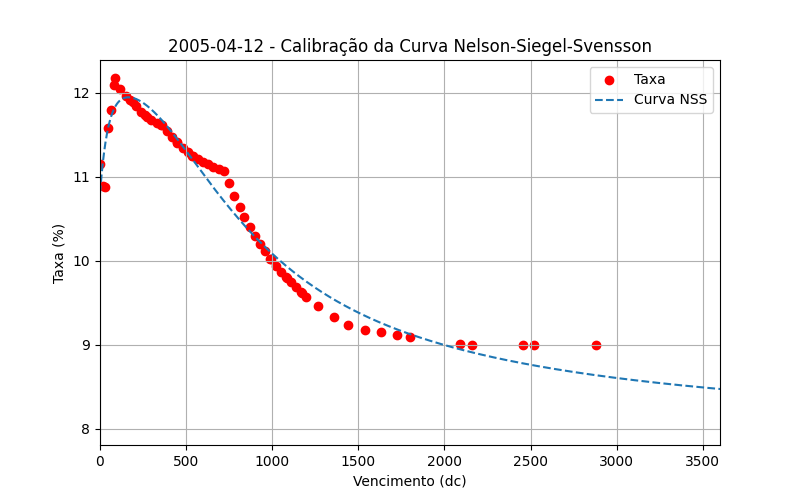 2005-04-12 - Calibração da Curva Nelson-Siegel-Svensson
Taxa
Curva NSS
Taxa (%)
12
11
10
9
8
0 500 1000 1500 2000 2500 3000 3500
Vencimento (dc)